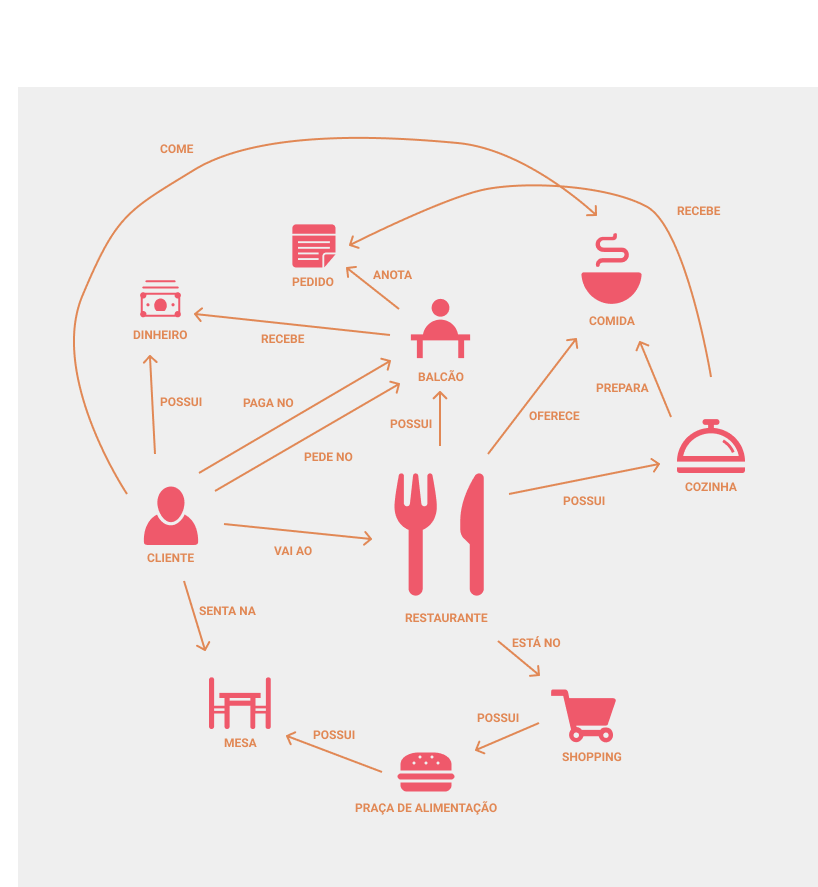 COME
RECEBE
ANOTA
PEDIDO
COMIDA
DINHEIRO
RECEBE
BALCÃO
PREPARA
POSSUI
PAGA NO
OFERECE
POSSUI
PEDE NO
COZINHA
POSSUI
VAI AO
CLIENTE
SENTA NA
RESTAURANTE
ESTÁ NO
POSSUI
POSSUI
MESA
SHOPPING
PRAÇA DE ALIMENTAÇÃO